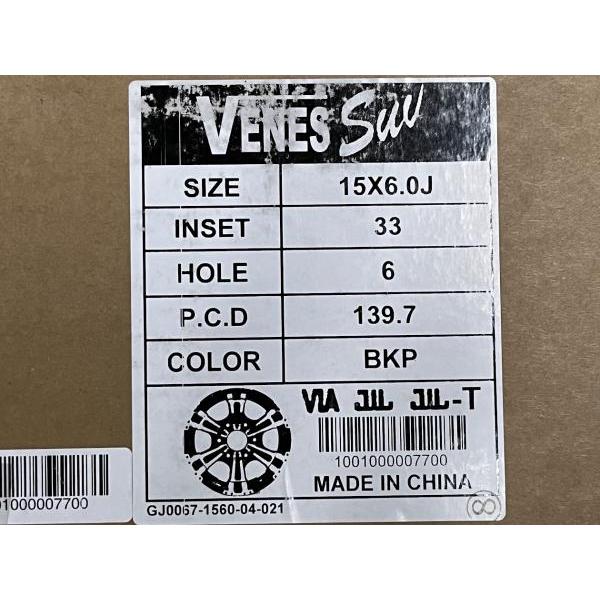 VENES Suv
SIZE 15X6.0J
INSET 33
HOLE 6
P.C.D 139.7
COLOR BKP
VIA JWL JWL-T
1001000007700
MADE IN CHINA
GJ0067-1560-04-021
8
01000007700